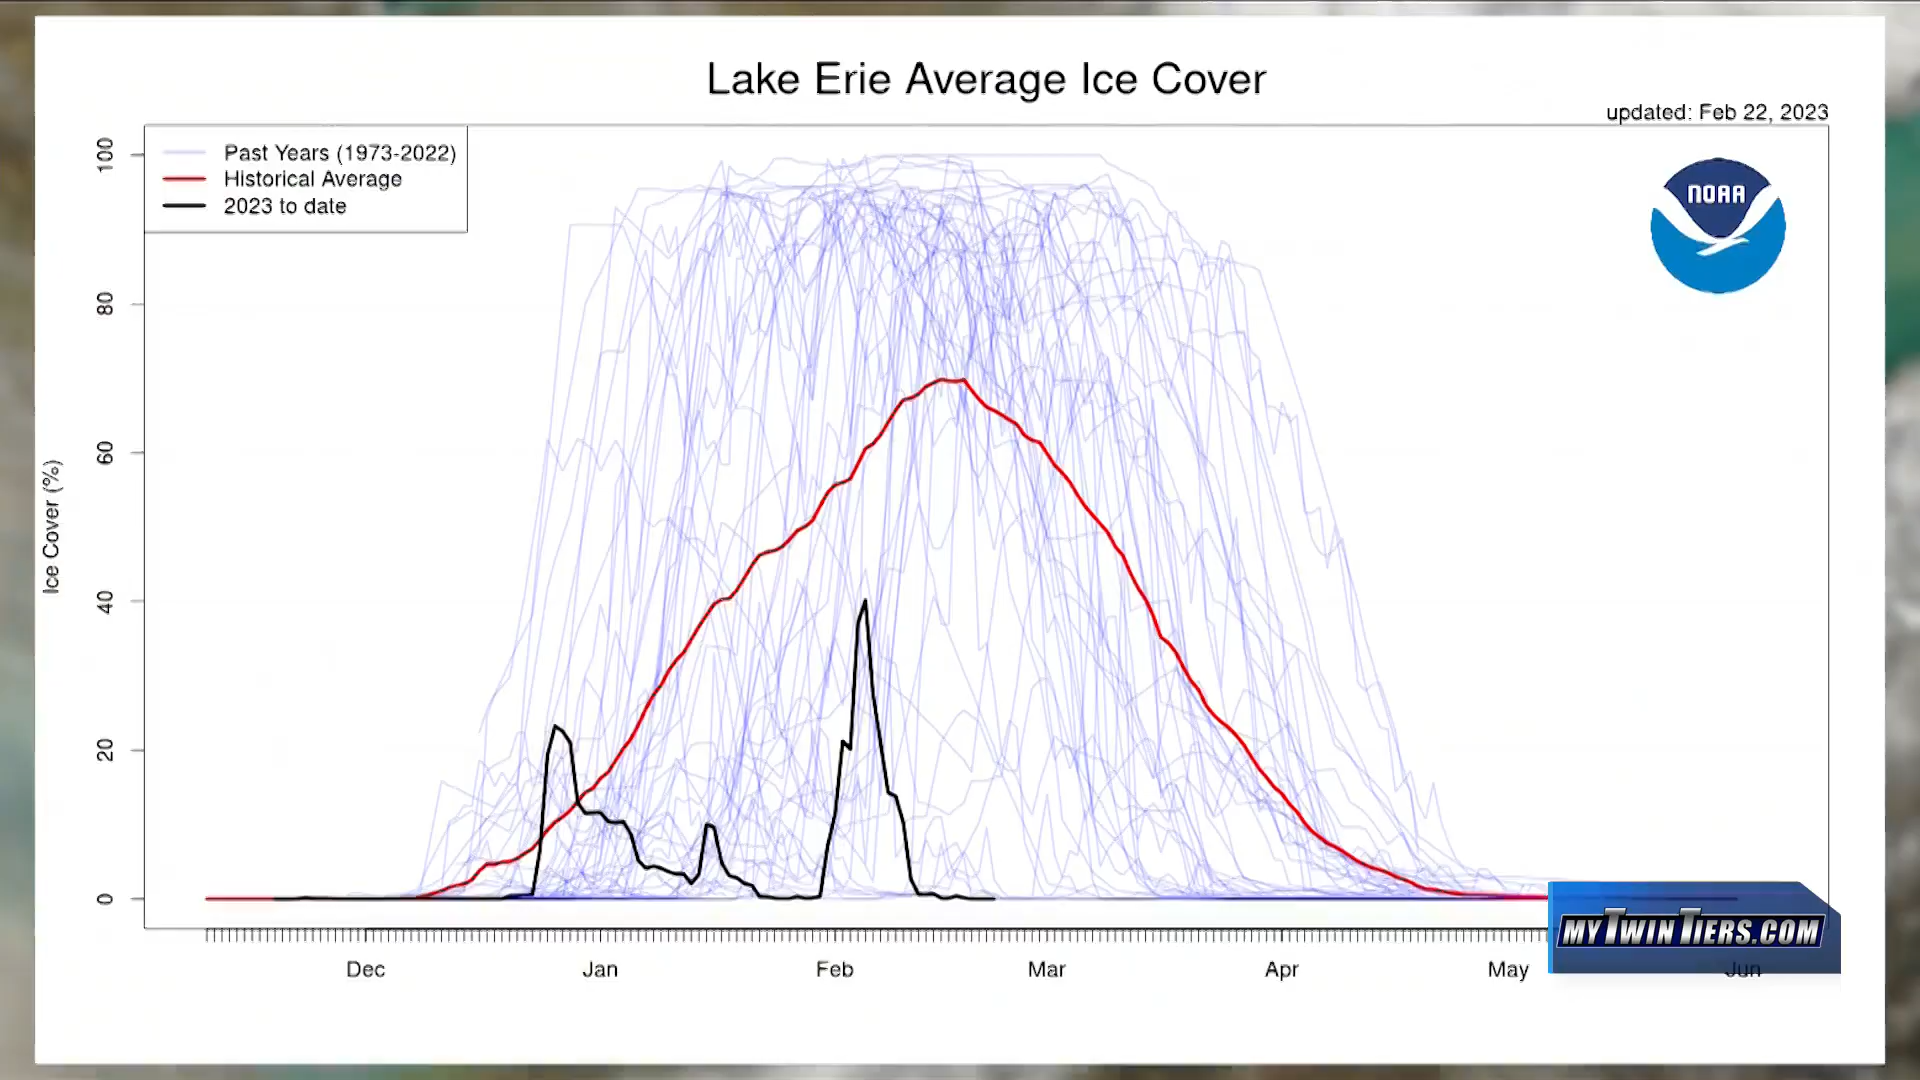 Lake Erie Average Ice Cover
updated: Feb 22, 2023
Past Years (1973-2022)
Historical Average
2023 to date
NOAA
Ice Cover (%)
100
80
60
40
20
0
Dec Jan Feb Mar Apr May Jun
MYTWINTIERS.COM